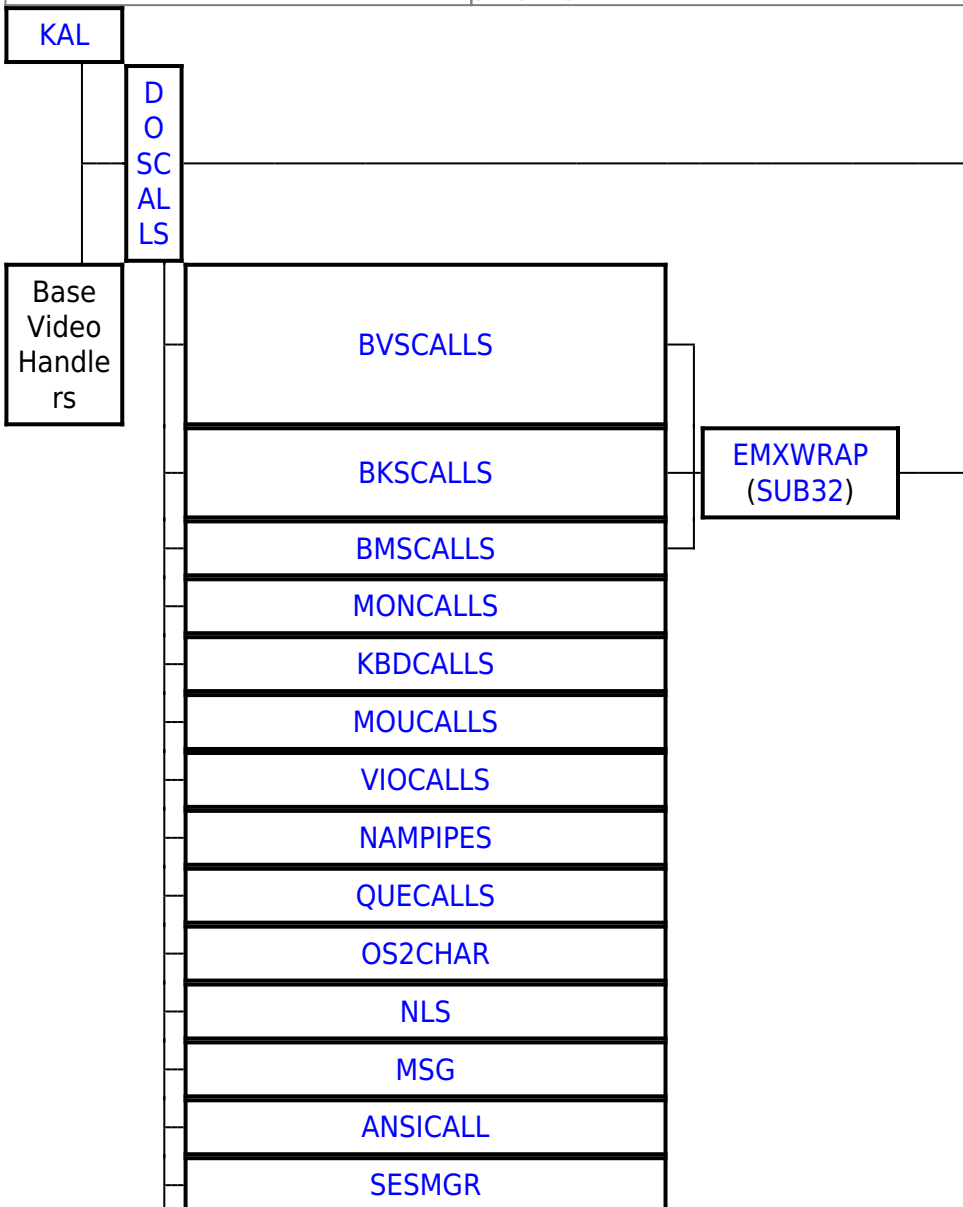 KAL
D
O
SC
AL
LS
Base
Video
Handle
rs
BVSCALLS
BKSCALLS
EMXWRAP
(SUB32)
BMSCALLS
MONCALLS
KBDCALLS
MOUCALLS
VIOCALLS
NAMPIPES
QUECALLS
OS2CHAR
NLS
MSG
ANSICALL
SESMGR